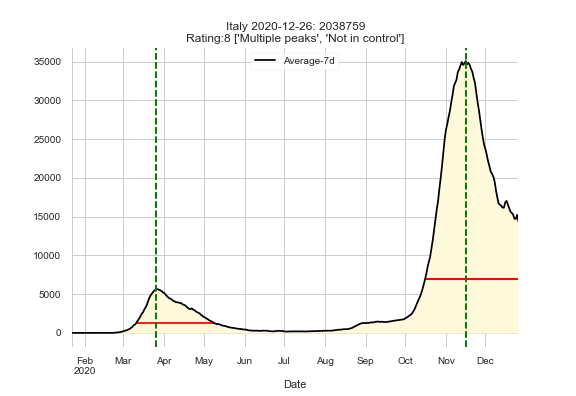 Italy 2020-12-26: 2038759
Rating:8 ['Multiple peaks', 'Not in control']
Average-7d
35000
30000
25000
20000
15000
10000
5000
0
Feb Mar Apr May Jun Jul Aug Sep Oct Nov Dec
2020
Date